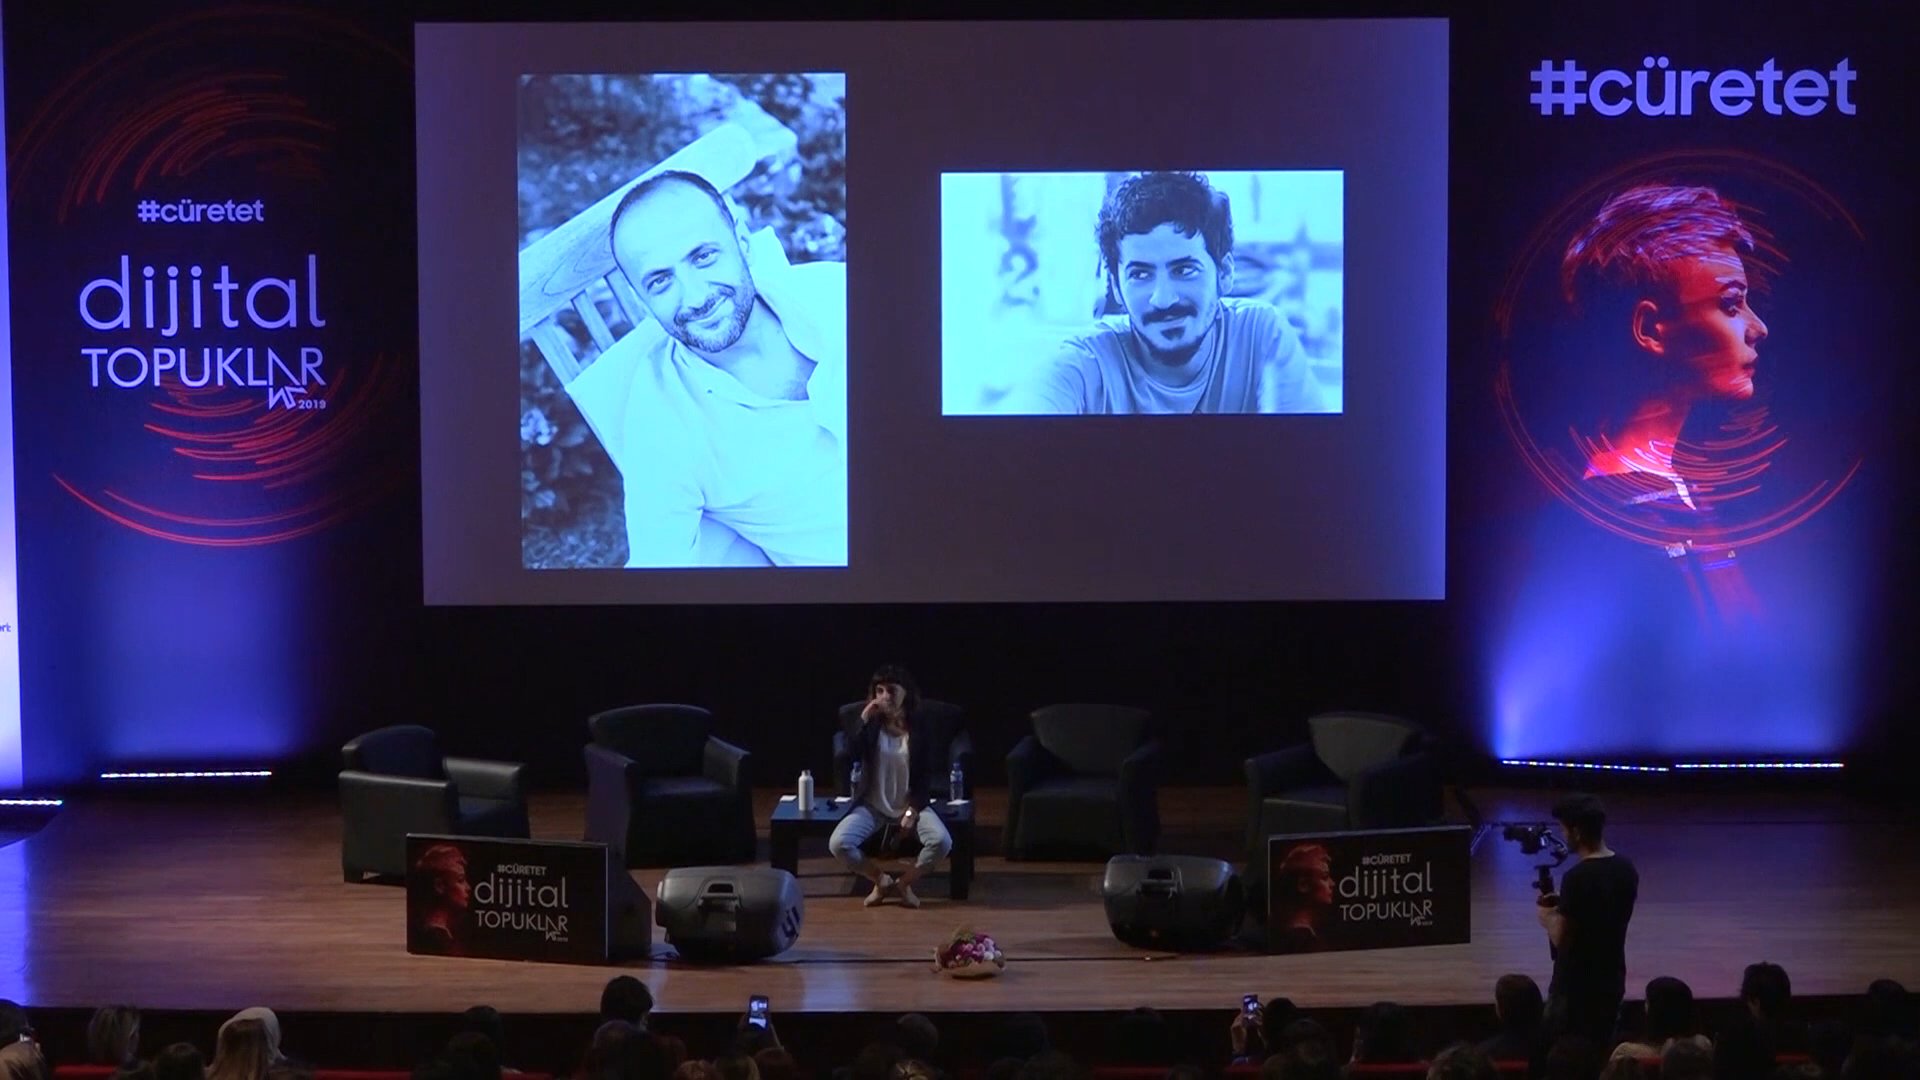 #cüretet
dijital
TOPUKLAR
2019
#cüretet
#CÜRETET
dijital
TOPUKLAR
#CÜRETET
dijital
TOPUKLAR